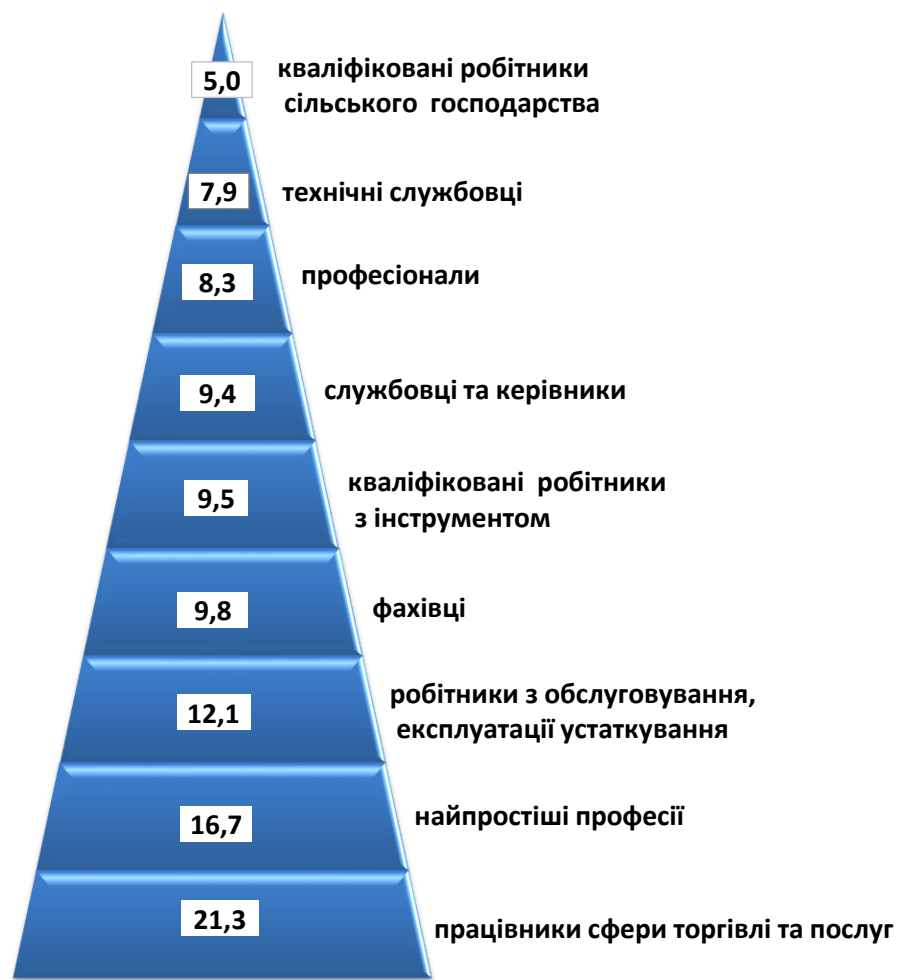 5,0
кваліфіковані робітники
сільського господарства
7,9
технічні службовці
8,3
професіонали
9,4
службовці та керівники
9,5
кваліфіковані робітники
з інструментом
9,8
фахівці
12,1
робітники з обслуговування,
експлуатації устаткування
16,7
найпростіші професії
21,3
працівники сфери торгівлі та послуг